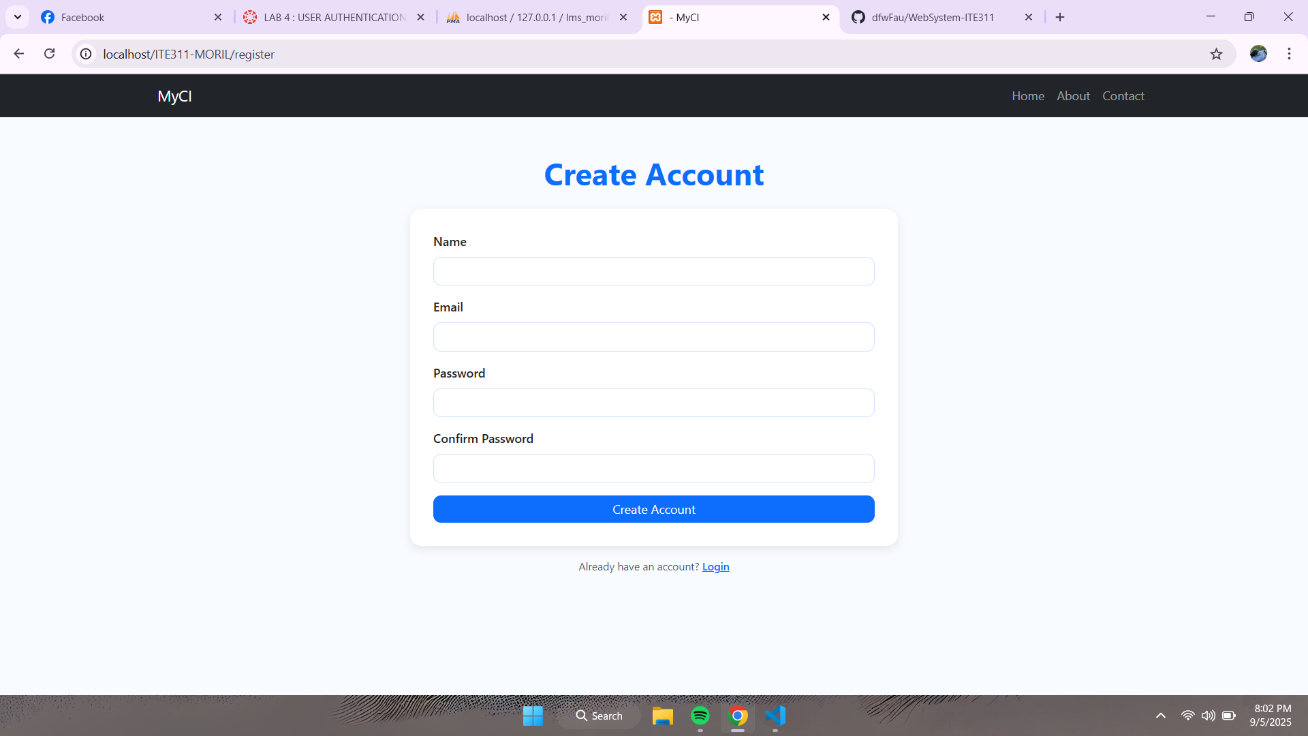 Facebook
LAB 4 : USER AUTHENTICATION
localhost / 127.0.0.1 / lms_moril
- MyCI
dfwFau/WebSystem-ITE311
localhost/ITE311-MORIL/register
MyCI
Home
About
Contact
Create Account
Name
Email
Password
Confirm Password
Create Account
Already have an account? Login
Search
8:02 PM
9/5/2025